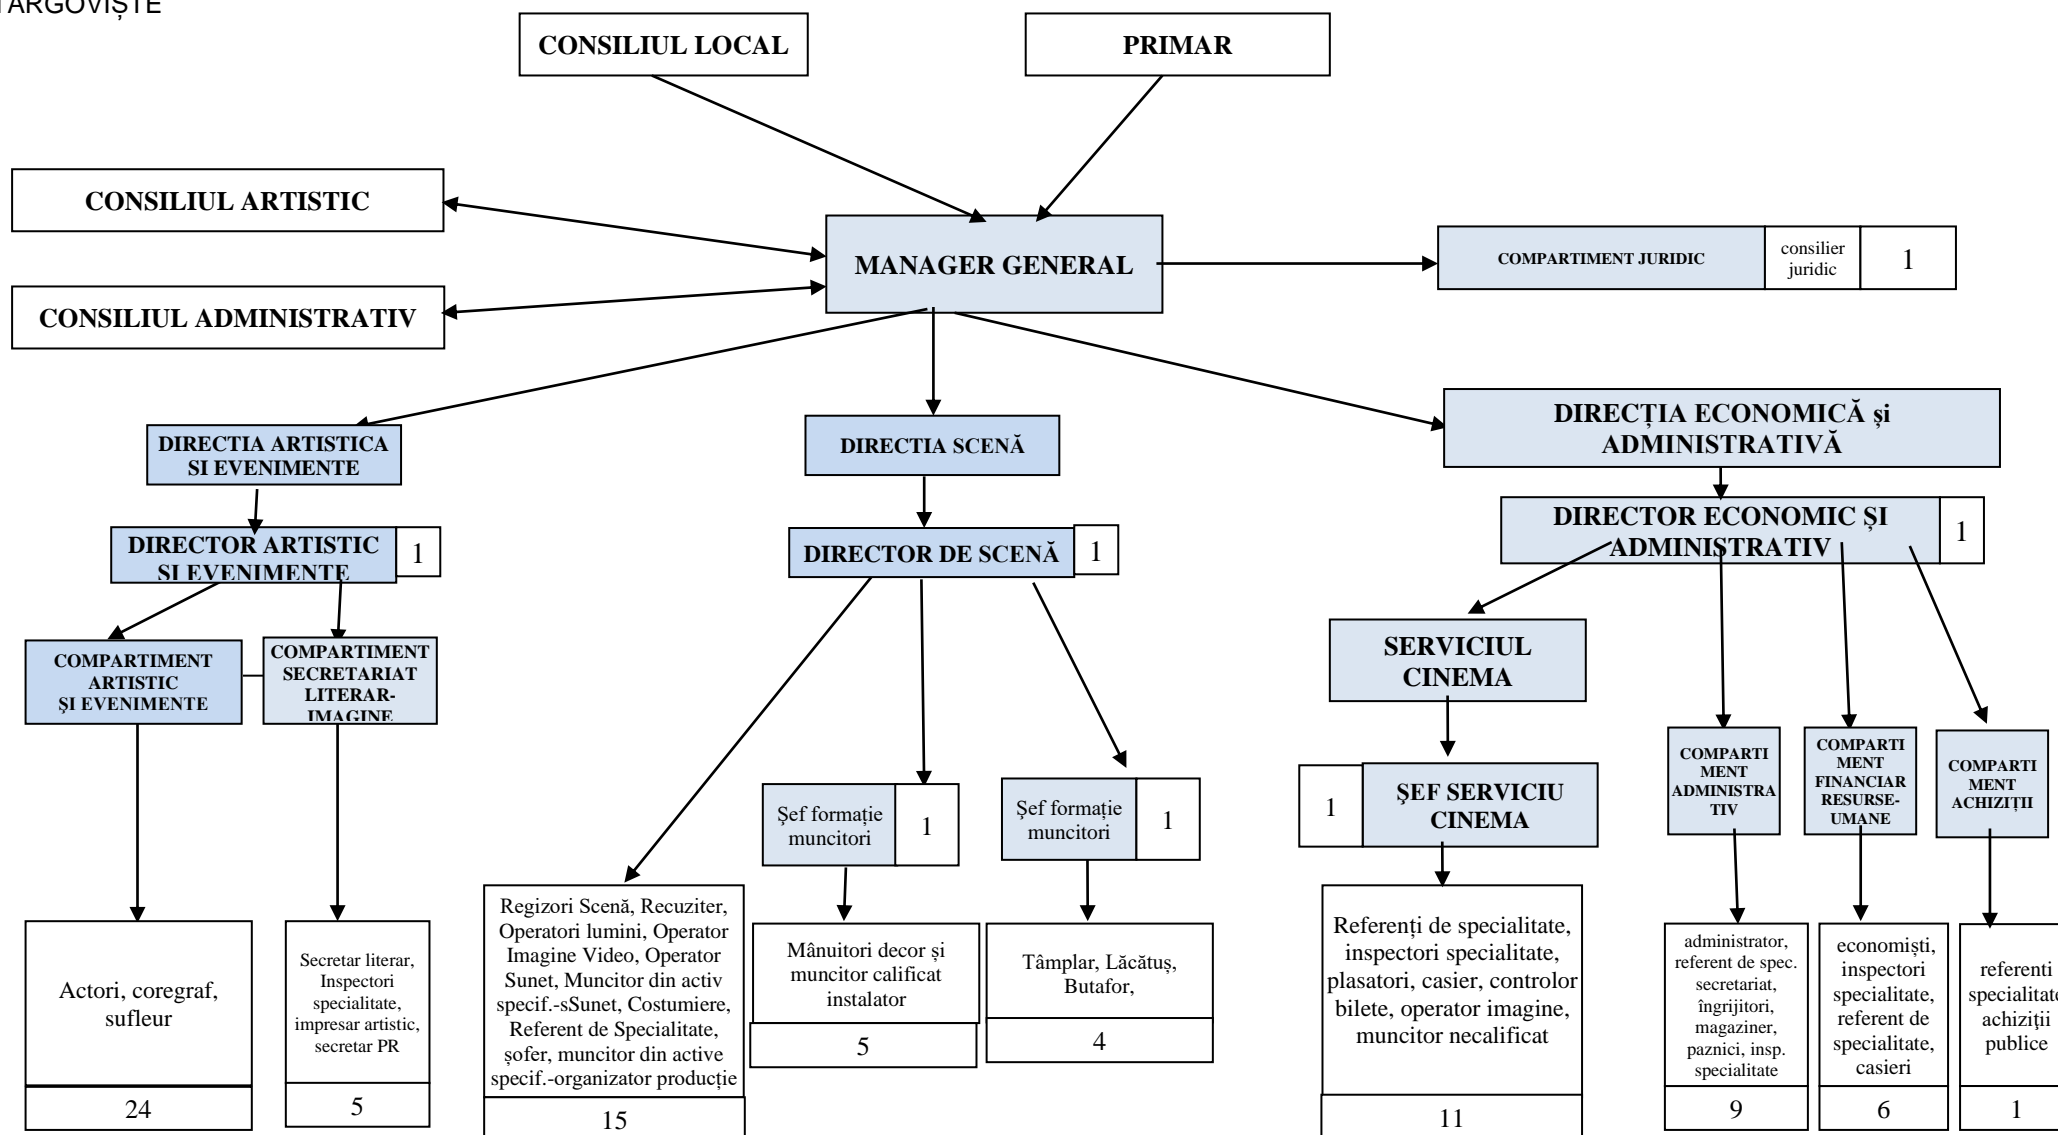 TÂRGOVIȘTE
CONSILIUL LOCAL
PRIMAR
CONSILIUL ARTISTIC
MANAGER GENERAL
COMPARTIMENT JURIDIC
consilier
juridic
1
CONSILIUL ADMINISTRATIV
DIRECTIA ARTISTICA
SI EVENIMENTE
DIRECTIA SCENĂ
DIRECȚIA ECONOMICĂ și
ADMINISTRATIVĂ
DIRECTOR ARTISTIC
SI EVENIMENTE
1
DIRECTOR DE SCENĂ
1
DIRECTOR ECONOMIC ȘI
ADMINISTRATIV
1
COMPARTIMENT
ARTISTIC
ŞI EVENIMENTE
COMPARTIMENT
SECRETARIAT
LITERAR-
IMAGINE
SERVICIUL
CINEMA
COMPARTI
MENT
ADMINISTRA
TIV
COMPARTI
MENT
FINANCIAR
RESURSE-
UMANE
COMPARTI
MENT
ACHIZIȚII
Șef formație
muncitori
1
Șef formație
muncitori
1
1
ŞEF SERVICIU
CINEMA
Actori, coregraf,
sufleur
24
Secretar literar,
Inspectori
specialitate,
impresar artistic,
secretar PR
5
Regizori Scenă, Recuziter,
Operatori lumini, Operator
Imagine Video, Operator
Sunet, Muncitor din activ
specif.-sSunet, Costumiere,
Referent de Specialitate,
șofer, muncitor din active
specif.-organizator producție
15
Mânuitori decor și
muncitor calificat
instalator
5
Tâmplar, Lăcătuș,
Butafor,
4
Referenți de specialitate,
inspectori specialitate,
plasatori, casier, controlor
bilete, operator imagine,
muncitor necalificat
11
administrator,
referent de spec.
secretariat,
îngrijitori,
magaziner,
paznici, insp.
specialitate
9
economiști,
inspectori
specialitate,
referent de
specialitate,
casieri
6
referenti
specialitate
achiziţii
publice
1